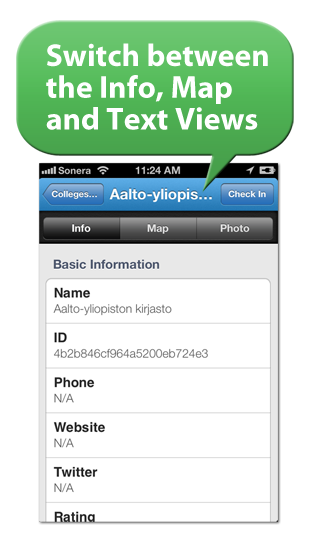 Switch between
the Info, Map
and Text Views
Sonera 11:24 AM
Colleges... Aalto-yliopis... Check In
Info Map Photo
Basic Information
Name
Aalto-yliopiston kirjasto
ID
4b2b846cf964a5200eb724e3
Phone
N/A
Website
N/A
Twitter
N/A
Rating